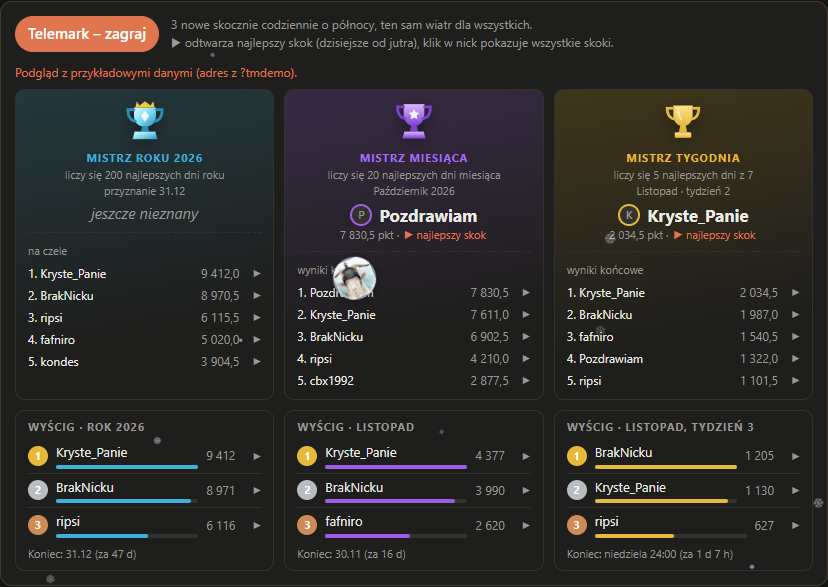 Telemark – zagraj
3 nowe skocznie codziennie o północy, ten sam wiatr dla wszystkich.
▶ odtwarza najlepszy skok (dzisiejsze od jutra), klik w nick pokazuje wszystkie skoki.
Podgląd z przykładowymi danymi (adres z ?tmdemo).
MISTRZ ROKU 2026
liczy się 200 najlepszych dni roku
przyznanie 31.12
jeszcze nieznany
na czele
1. Kryste_Panie 9 412,0 ▶
2. BrakNicku 8 970,5 ▶
3. ripsi 6 115,5 ▶
4. fafniro 5 020,0 ▶
5. kondes 3 904,5 ▶
MISTRZ MIESIĄCA
liczy się 20 najlepszych dni miesiąca
Październik 2026
P Pozdrawiam
7 830,5 pkt · ▶ najlepszy skok
wyniki
1. 7 830,5 ▶
2. Kryste_Panie 7 611,0 ▶
3. BrakNicku 6 902,5 ▶
4. ripsi 4 210,0 ▶
5. cbx1992 2 877,5 ▶
MISTRZ TYGODNIA
liczy się 5 najlepszych dni z 7
Listopad · tydzień 2
K Kryste_Panie
2 034,5 pkt · ▶ najlepszy skok
wyniki końcowe
1. Kryste_Panie 2 034,5 ▶
2. BrakNicku 1 987,0 ▶
3. fafniro 1 540,5 ▶
4. Pozdrawiam 1 322,0 ▶
5. ripsi 1 101,5 ▶
WYŚCIG · ROK 2026
1 Kryste_Panie 9 412 ▶
2 BrakNicku 8 971 ▶
3 ripsi 6 116 ▶
Koniec: 31.12 (za 47 d)
WYŚCIG · LISTOPAD
1 Kryste_Panie 4 377 ▶
2 BrakNicku 3 990 ▶
3 fafniro 2 620 ▶
Koniec: 30.11 (za 16 d)
WYŚCIG · LISTOPAD, TYDZIEŃ 3
1 BrakNicku 1 205 ▶
2 Kryste_Panie 1 130 ▶
3 ripsi 627 ▶
Koniec: niedziela 24:00 (za 1 d 7 h)